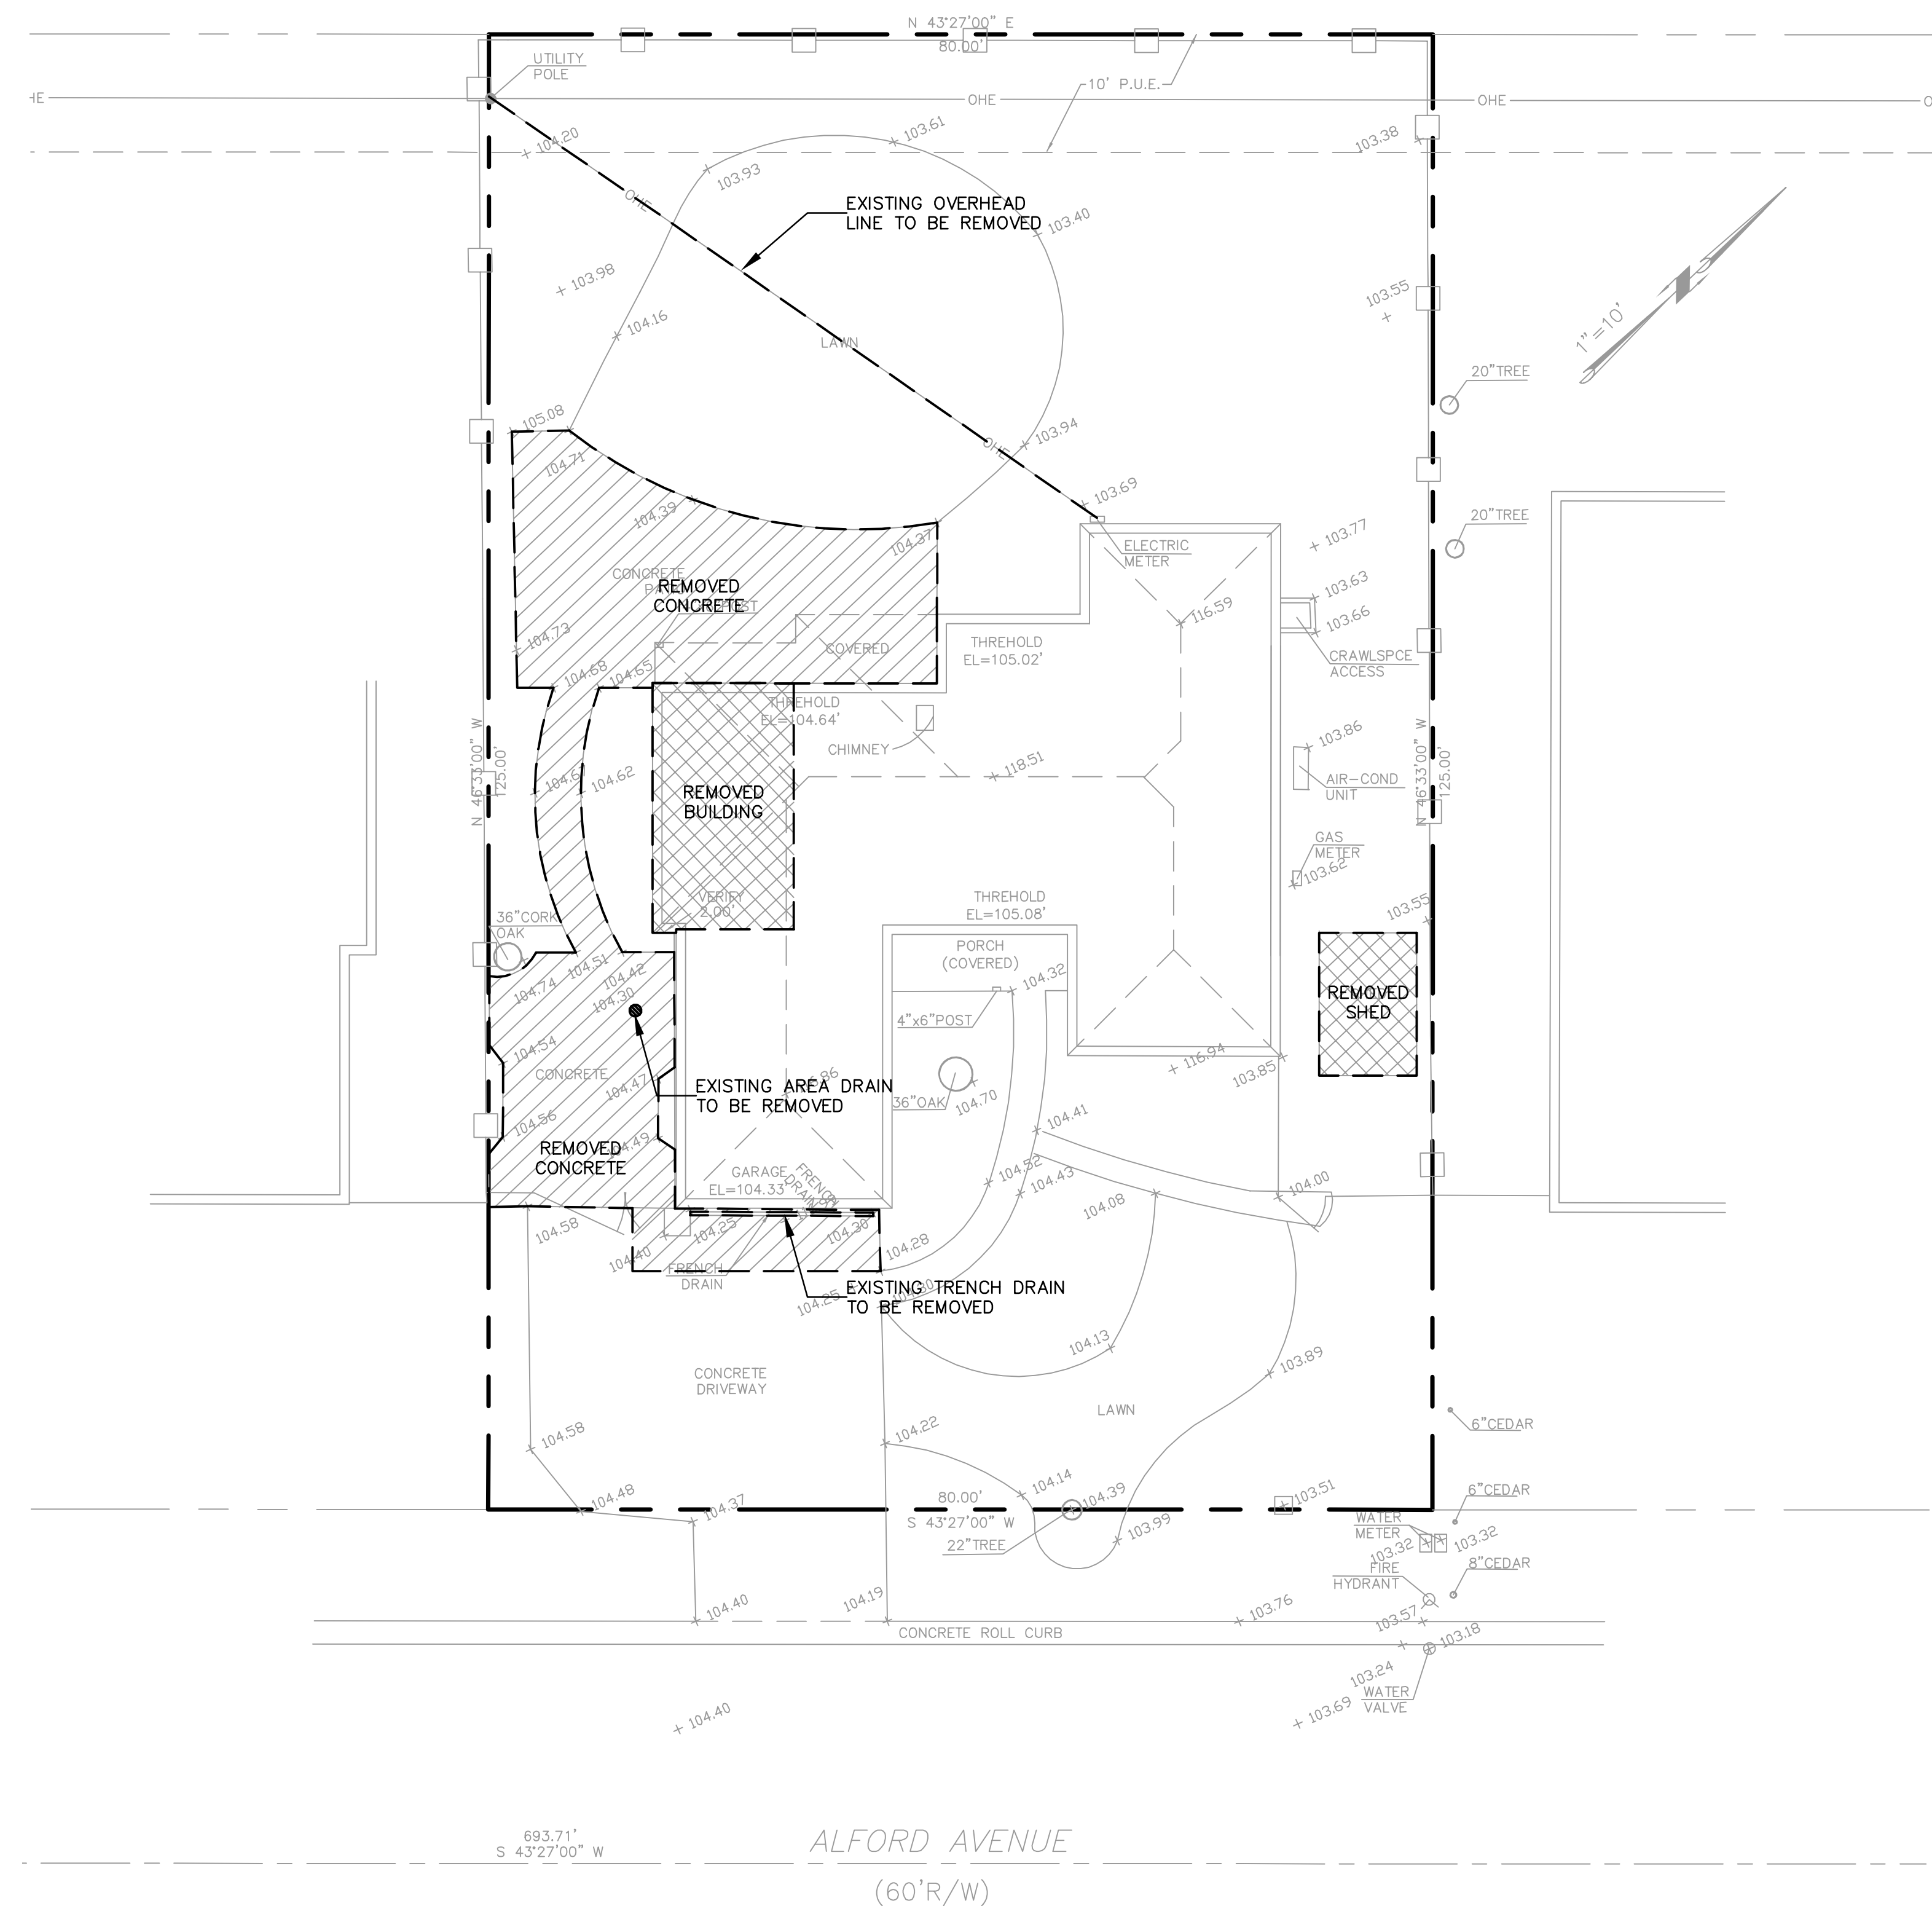 N 43°27'00" E
80.00'
UTILITY
POLE
10' P.U.E.
OHE
OHE
OHE
104.20
103.61
103.38
103.93
OHE
EXISTING OVERHEAD
LINE TO BE REMOVED
103.40
103.98
103.55
104.16
LAWN
1"=10'
20"TREE
105.08
103.94
OHE
104.71
103.69
104.39
104.37
20"TREE
ELECTRIC
METER
103.77
CONCRETE
REMOVED
CONCRETE
103.63
116.59
103.66
104.73
COVERED
THREHOLD
EL=105.02'
CRAWLSPCE
ACCESS
104.68
104.65
THREHOLD
EL=104.64'
CHIMNEY
103.86
118.51
N 46°33'00" W
125.00'
104.62
REMOVED
BUILDING
AIR-COND
UNIT
N 46°33'00" W
125.00'
GAS
METER
103.62
VERIFY
2.00'
THREHOLD
EL=105.08'
103.55
36"CORK
OAK
PORCH
(COVERED)
104.51
104.42
104.74
104.30
104.32
REMOVED
SHED
4"x6"POST
104.54
CONCRETE
104.47
EXISTING AREA DRAIN
TO BE REMOVED
36"OAK
104.70
116.94
103.85
104.56
104.49
104.41
REMOVED
CONCRETE
GARAGE
EL=104.33'
FRENCH
DRAIN
104.52
104.43
104.08
104.00
104.58
104.40
104.25
104.30
104.28
FRENCH
DRAIN
EXISTING TRENCH DRAIN
TO BE REMOVED
104.25
104.13
103.89
CONCRETE
DRIVEWAY
LAWN
104.58
104.22
6"CEDAR
104.48
104.37
80.00'
S 43°27'00" W
104.14
104.39
103.51
6"CEDAR
22"TREE
103.99
WATER
METER
103.32
103.32
FIRE
HYDRANT
8"CEDAR
104.40
104.19
103.76
103.57
CONCRETE ROLL CURB
103.18
103.24
WATER
VALVE
104.40
103.69
693.71'
S 43°27'00" W
ALFORD AVENUE
(60'R/W)